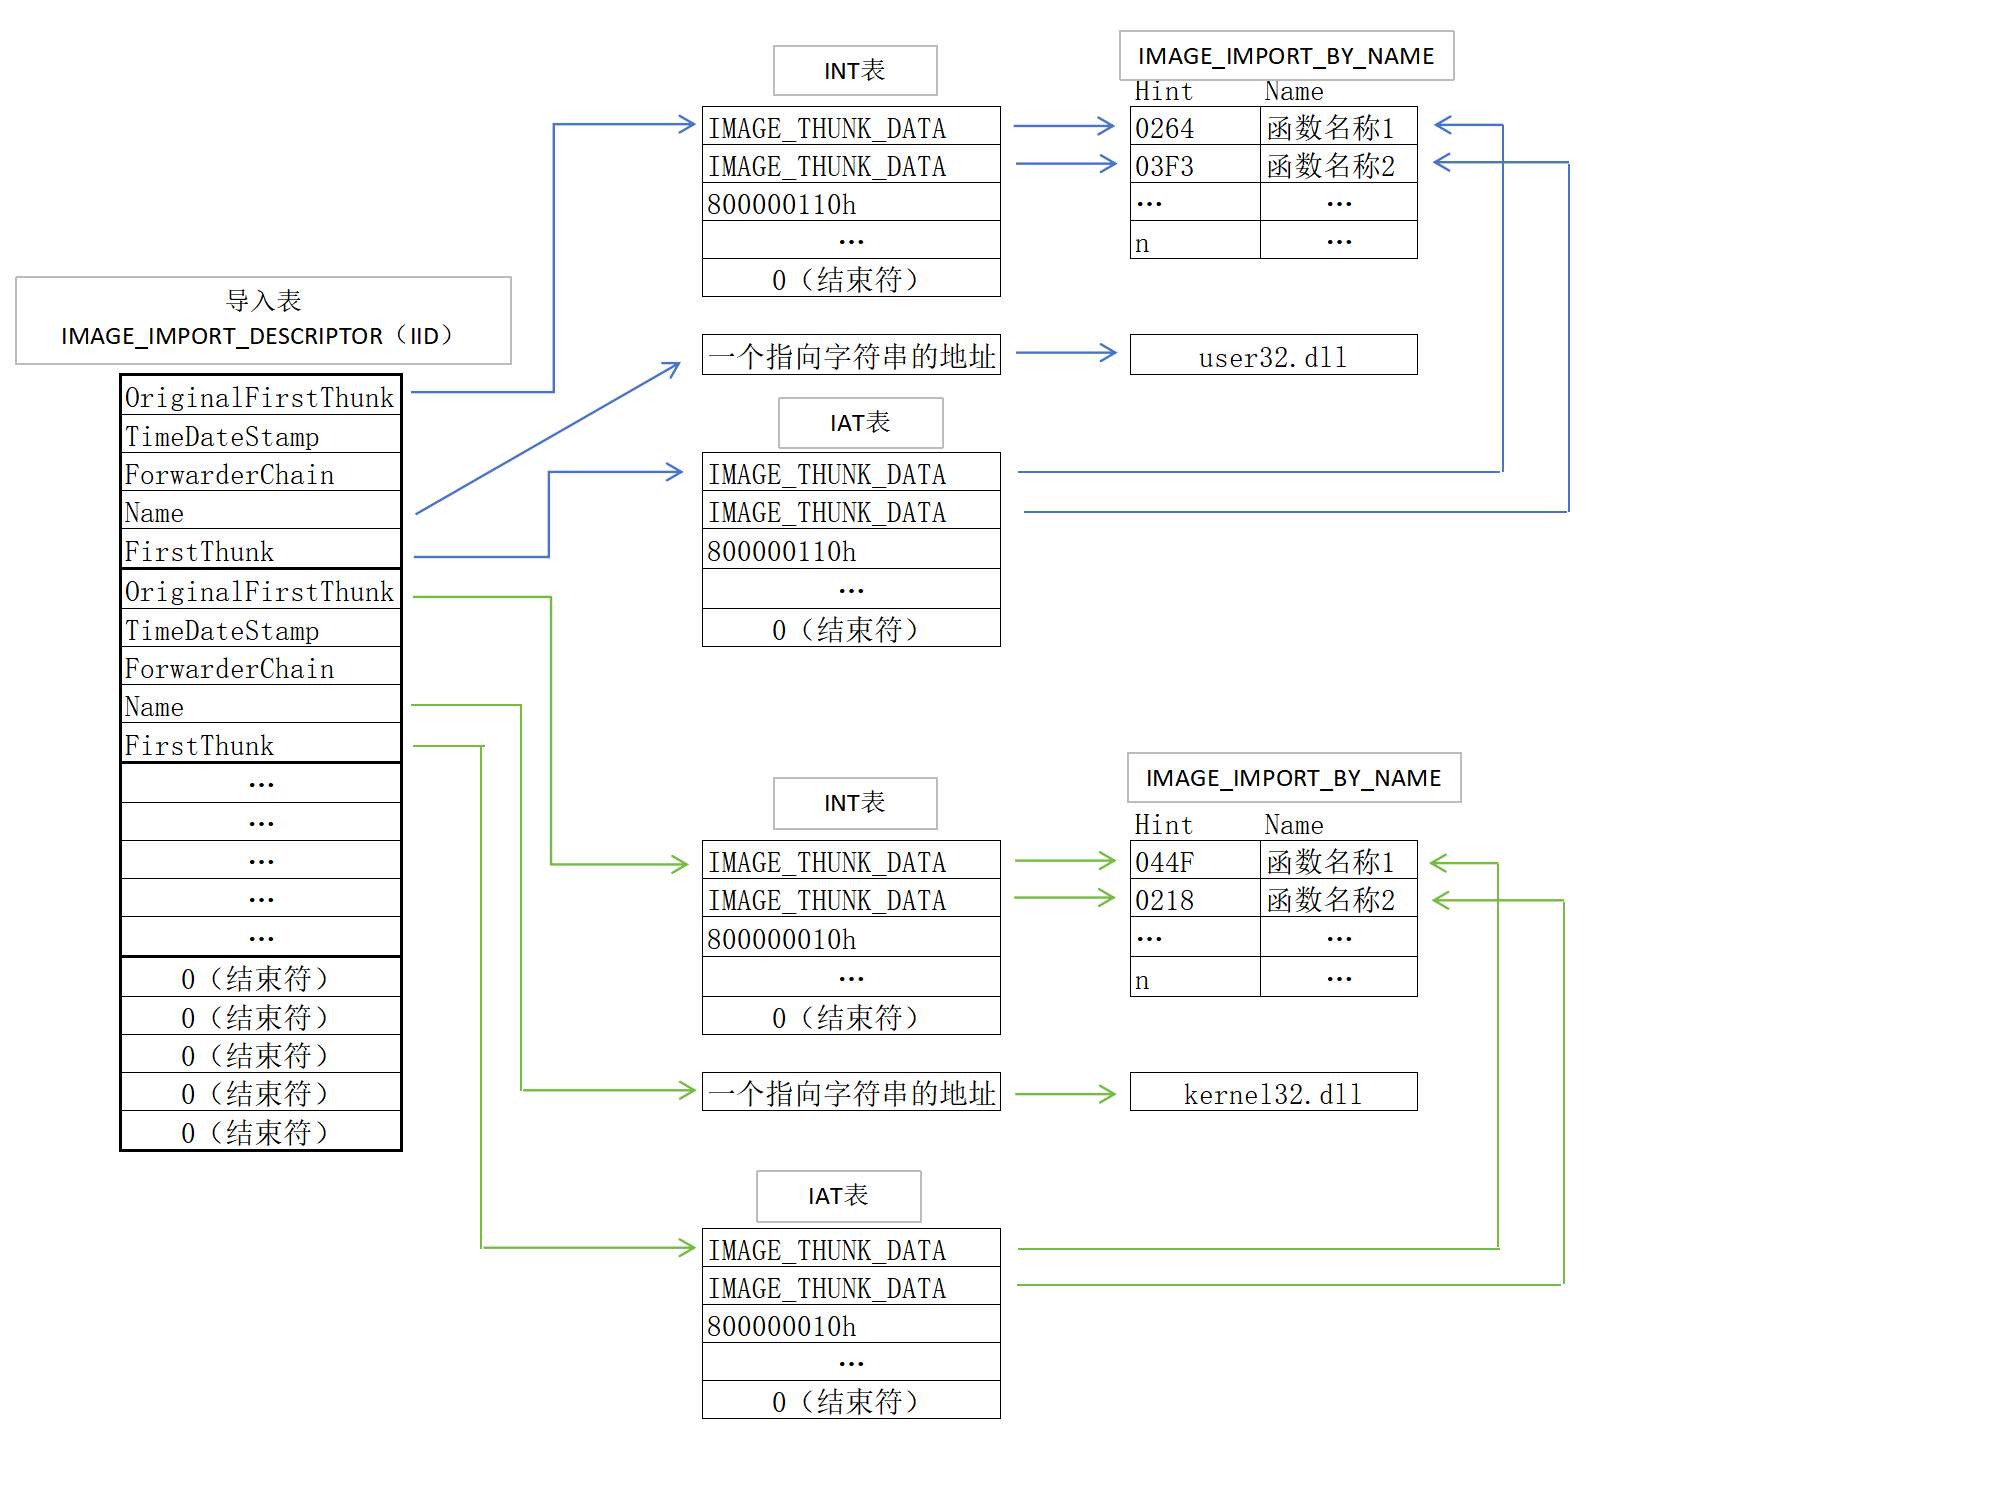 导入表
IMAGE_IMPORT_DESCRIPTOR（IID）
OriginalFirstThunk
TimeDateStamp
ForwarderChain
Name
FirstThunk
OriginalFirstThunk
TimeDateStamp
ForwarderChain
Name
FirstThunk
…
…
…
…
…
0（结束符）
0（结束符）
0（结束符）
0（结束符）
0（结束符）
INT表
IMAGE_THUNK_DATA
IMAGE_THUNK_DATA
800000110h
…
0（结束符）
IMAGE_IMPORT_BY_NAME
Hint Name
0264 函数名称1
03F3 函数名称2
… …
n …
一个指向字符串的地址
user32.dll
IAT表
IMAGE_THUNK_DATA
IMAGE_THUNK_DATA
800000110h
…
0（结束符）
INT表
IMAGE_THUNK_DATA
IMAGE_THUNK_DATA
800000010h
…
0（结束符）
IMAGE_IMPORT_BY_NAME
Hint Name
044F 函数名称1
0218 函数名称2
… …
n …
一个指向字符串的地址
kernel32.dll
IAT表
IMAGE_THUNK_DATA
IMAGE_THUNK_DATA
800000010h
…
0（结束符）